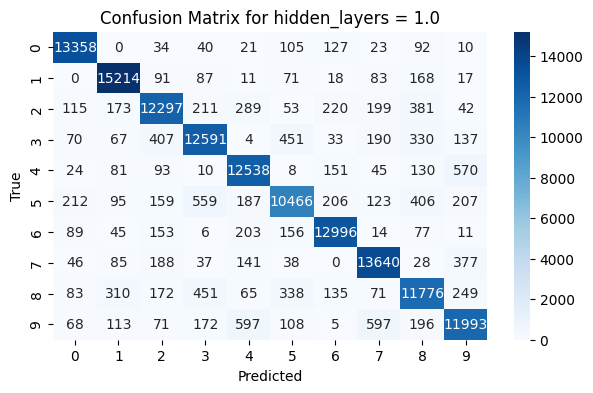 Confusion Matrix for hidden_layers = 1.0
0 13358 0 34 40 21 105 127 23 92 10
1 0 15214 91 87 11 71 18 83 168 17
2 115 173 12297 211 289 53 220 199 381 42
3 70 67 407 12591 4 451 33 190 330 137
4 24 81 93 10 12538 8 151 45 130 570
5 212 95 159 559 187 10466 206 123 406 207
6 89 45 153 6 203 156 12996 14 77 11
7 46 85 188 37 141 38 0 13640 28 377
8 83 310 172 451 65 338 135 71 11776 249
9 68 113 71 172 597 108 5 597 196 11993
0 1 2 3 4 5 6 7 8 9
Predicted
True
14000
12000
10000
8000
6000
4000
2000
0